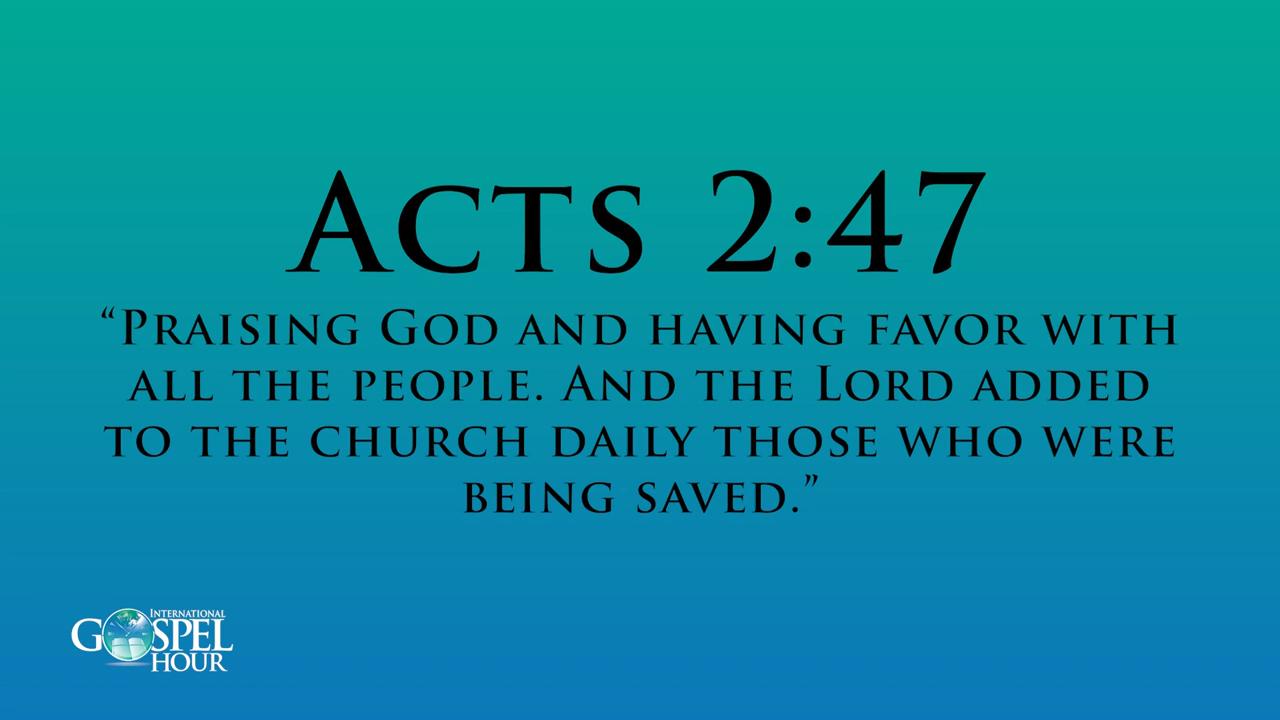 Acts 2:47
“Praising God and having favor with
all the people. And the Lord added
to the church daily those who were
being saved.”
International
Gospel
Hour